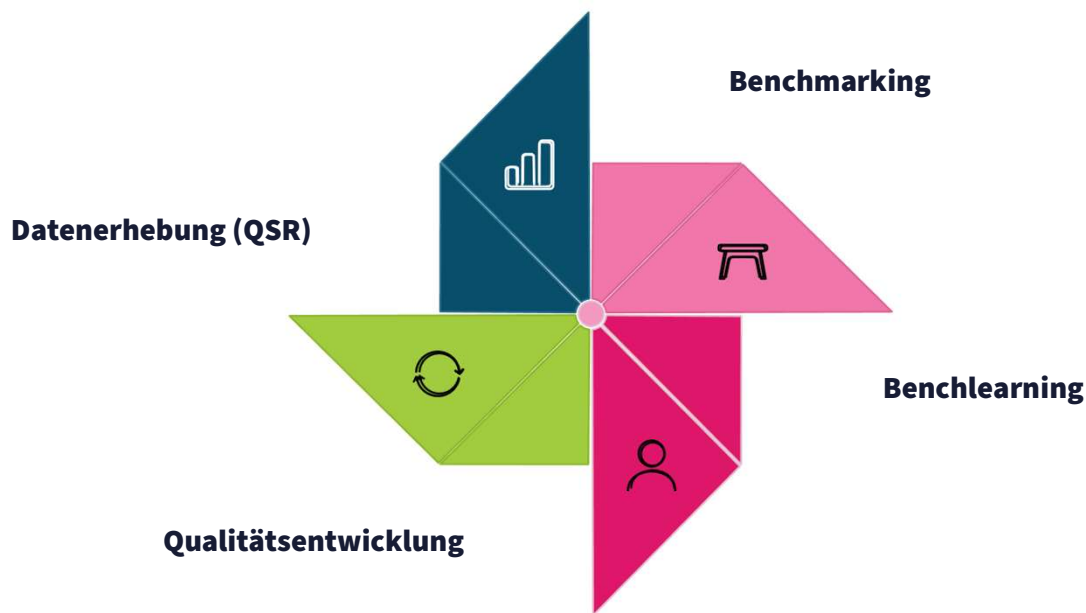 Benchmarking
Datenerhebung (QSR)
Benchlearning
Qualitätsentwicklung